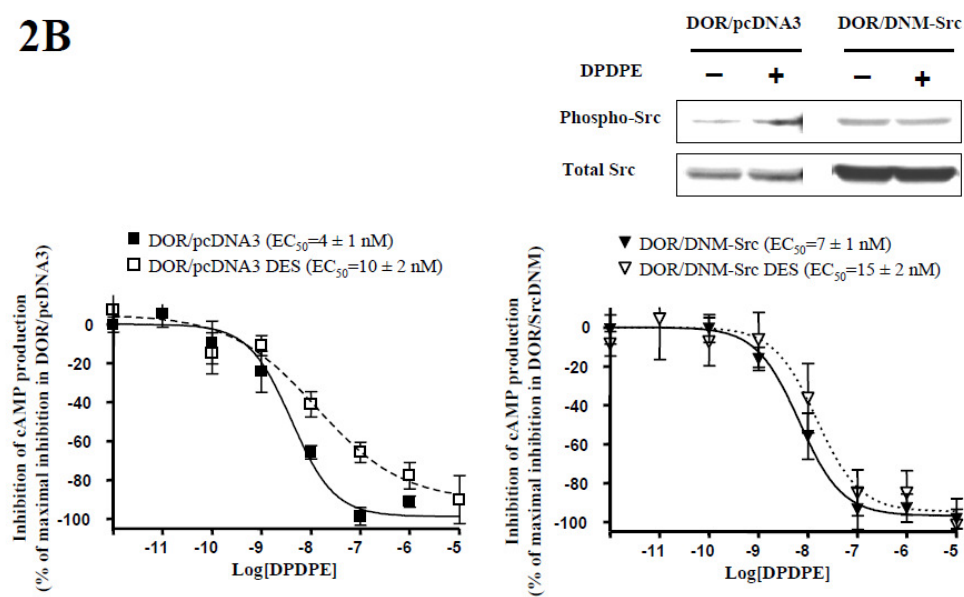 2B
DOR/pcDNA3 DOR/DNM-Src
DPDPE − + − +
Phospho-Src
Total Src
■ DOR/pcDNA3 (EC50=4 ± 1 nM)
□ DOR/pcDNA3 DES (EC50=10 ± 2 nM)
▼ DOR/DNM-Src (EC50=7 ± 1 nM)
▽ DOR/DNM-Src DES (EC50=15 ± 2 nM)
Inhibition of cAMP production
(% of maximal inhibition in DOR/pcDNA3)
0
-20
-40
-60
-80
-100
-11 -10 -9 -8 -7 -6 -5
Log[DPDPE]
Inhibition of cAMP production
(% of maximal inhibition in DOR/SrcDNM)
0
-20
-40
-60
-80
-100
-11 -10 -9 -8 -7 -6 -5
Log[DPDPE]